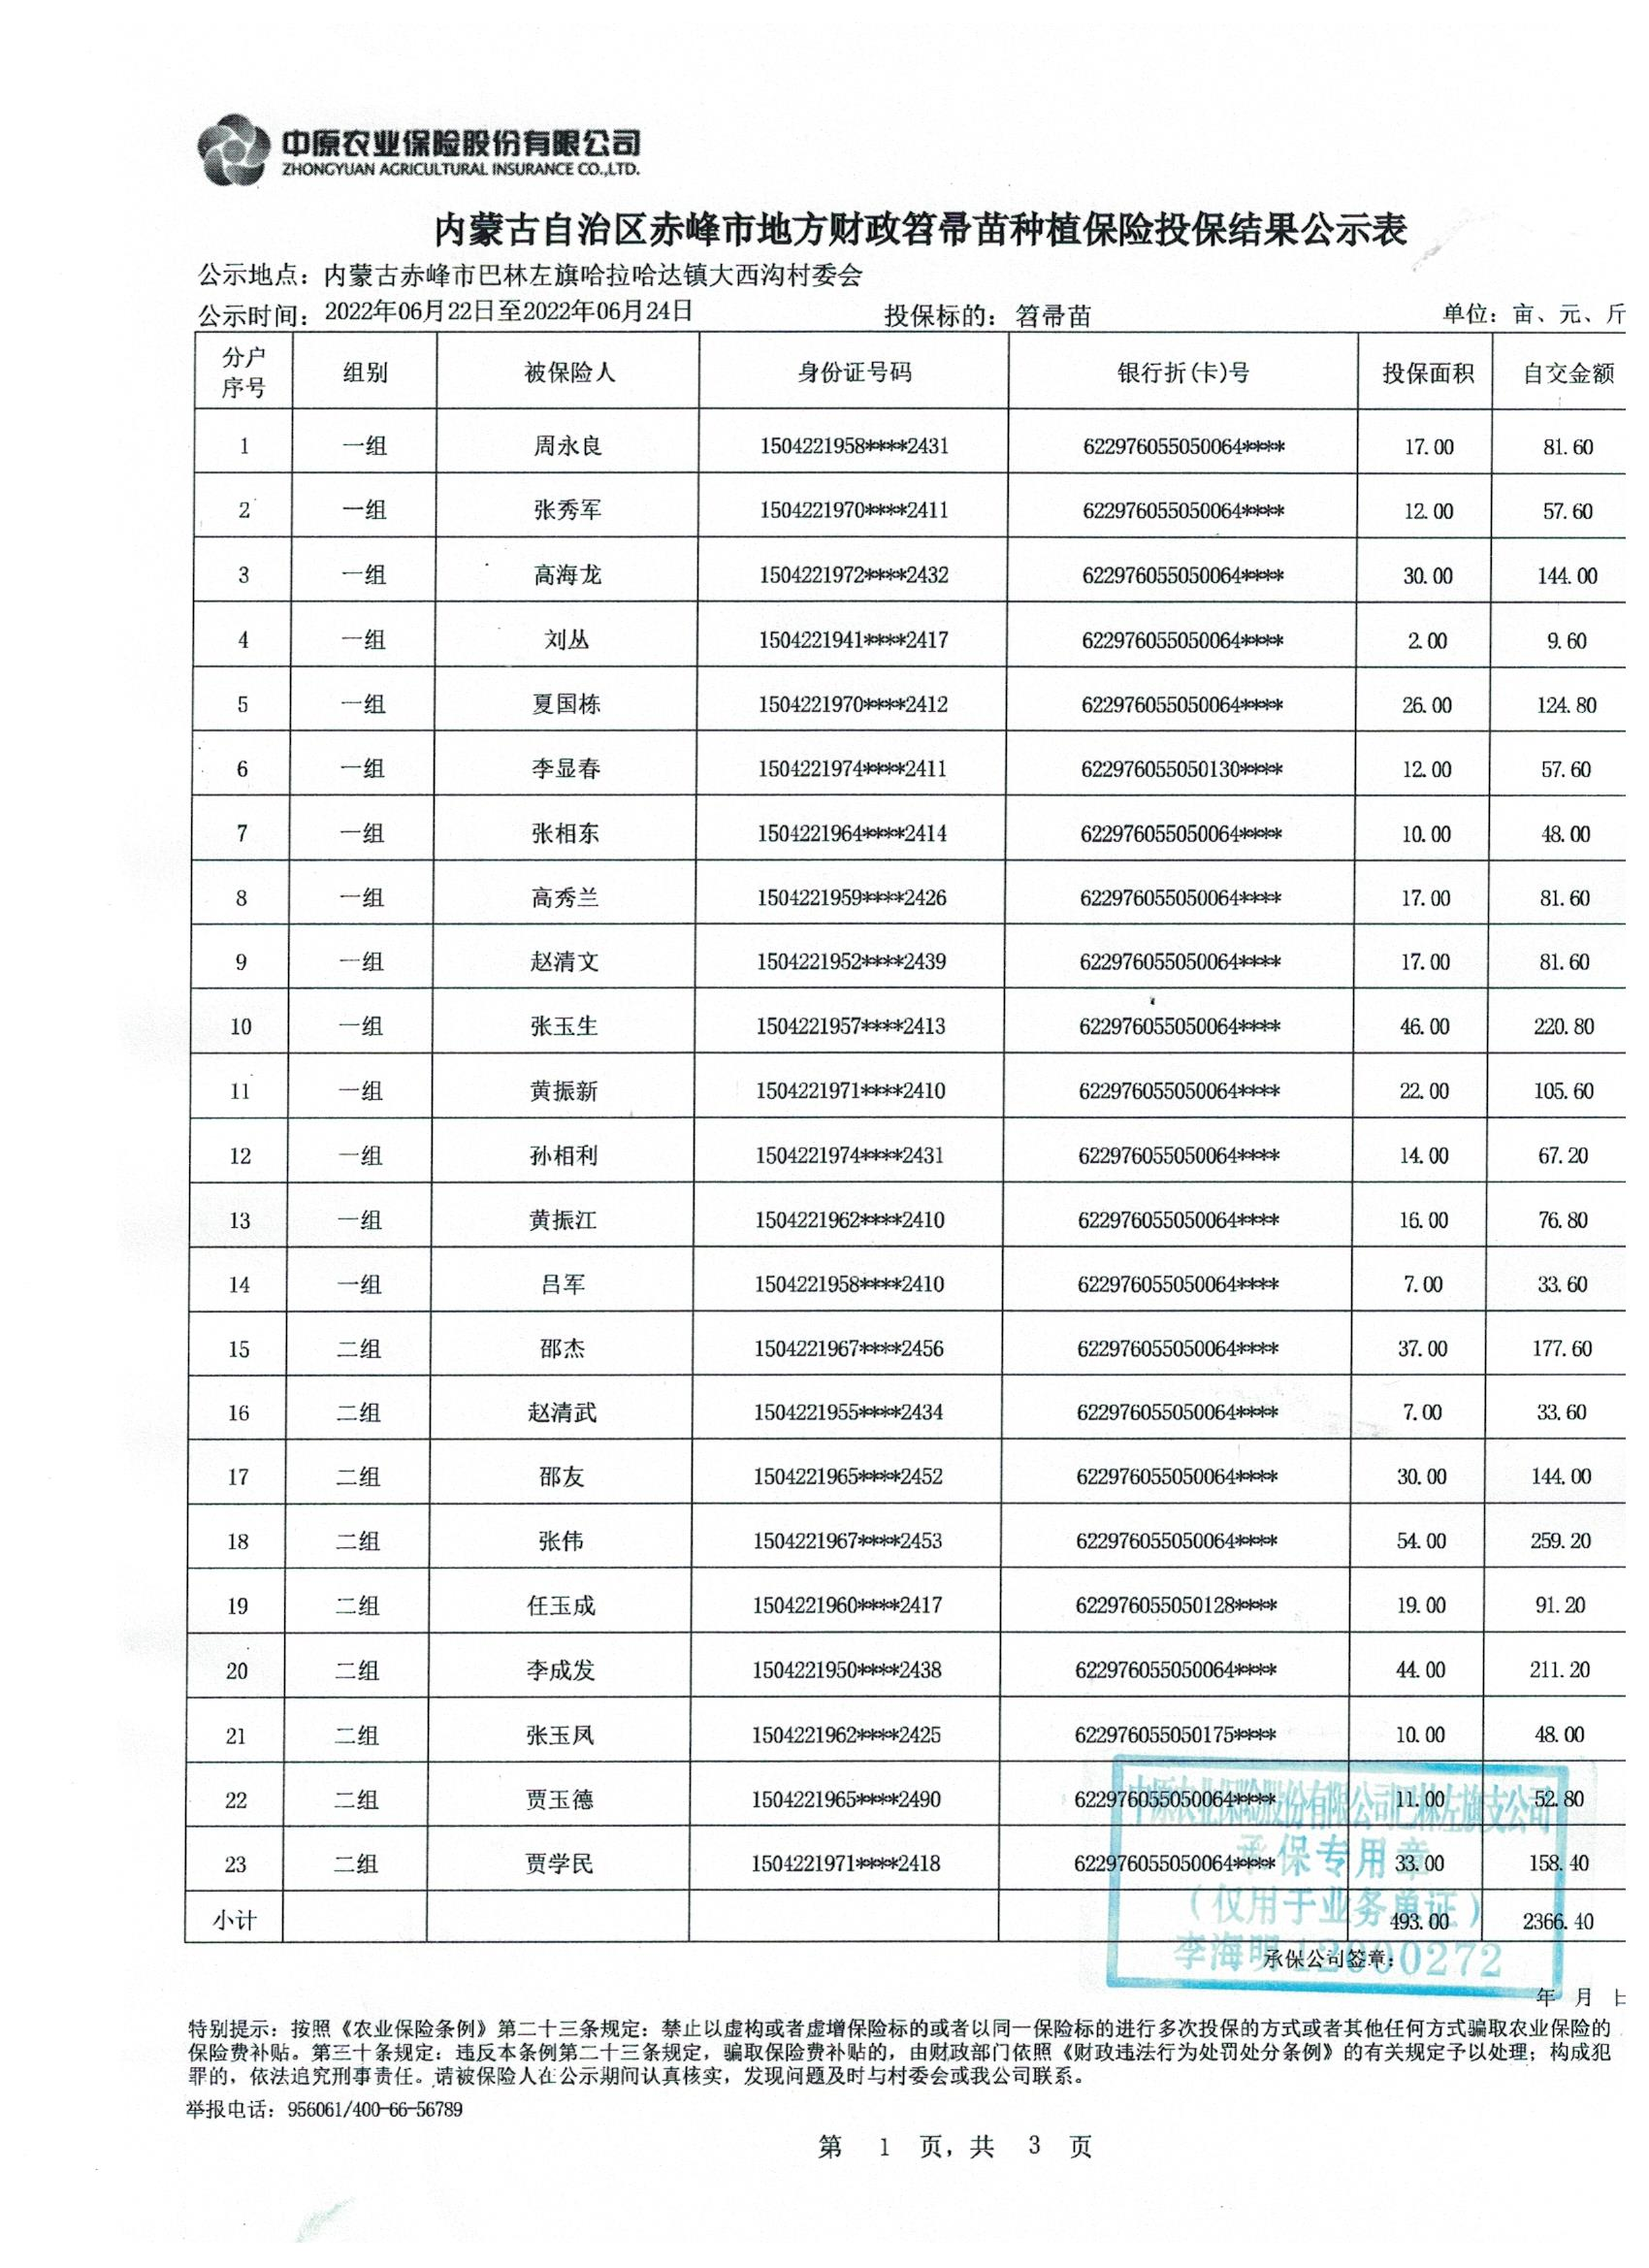 中原农业保险股份有限公司
ZHONGYUAN AGRICULTURAL INSURANCE CO.,LTD.
内蒙古自治区赤峰市地方财政笤帚苗种植保险投保结果公示表
公示地点：内蒙古赤峰市巴林左旗哈拉哈达镇大西沟村委会
公示时间：2022年06月22日至2022年06月24日 投保标的：笤帚苗 单位：亩、元、斤
分户序号 组别 被保险人 身份证号码 银行折(卡)号 投保面积 自交金额
1 一组 周永良 1504221958****2431 622976055050064**** 17.00 81.60
2 一组 张秀军 1504221970****2411 622976055050064**** 12.00 57.60
3 一组 高海龙 1504221972****2432 622976055050064**** 30.00 144.00
4 一组 刘丛 1504221941****2417 622976055050064**** 2.00 9.60
5 一组 夏国栋 1504221970****2412 622976055050064**** 26.00 124.80
6 一组 李显春 1504221974****2411 622976055050130**** 12.00 57.60
7 一组 张相东 1504221964****2414 622976055050064**** 10.00 48.00
8 一组 高秀兰 1504221959****2426 622976055050064**** 17.00 81.60
9 一组 赵清文 1504221952****2439 622976055050064**** 17.00 81.60
10 一组 张玉生 1504221957****2413 622976055050064**** 46.00 220.80
11 一组 黄振新 1504221971****2410 622976055050064**** 22.00 105.60
12 一组 孙相利 1504221974****2431 622976055050064**** 14.00 67.20
13 一组 黄振江 1504221962****2410 622976055050064**** 16.00 76.80
14 一组 吕军 1504221958****2410 622976055050064**** 7.00 33.60
15 二组 邵杰 1504221967****2456 622976055050064**** 37.00 177.60
16 二组 赵清武 1504221955****2434 622976055050064**** 7.00 33.60
17 二组 邵友 1504221965****2452 622976055050064**** 30.00 144.00
18 二组 张伟 1504221967****2453 622976055050064**** 54.00 259.20
19 二组 任玉成 1504221960****2417 622976055050128**** 19.00 91.20
20 二组 李成发 1504221950****2438 622976055050064**** 44.00 211.20
21 二组 张玉凤 1504221962****2425 622976055050175**** 10.00 48.00
22 二组 贾玉德 1504221965****2490 622976055050064**** 11.00 52.80
23 二组 贾学民 1504221971****2418 622976055050064**** 33.00 158.40
小计 493.00 2366.40
中原农业保险股份有限公司巴林左旗支公司
承保专用章
（仅用于业务单证）
李海明12000272
承保公司签章：
年 月 日
特别提示：按照《农业保险条例》第二十三条规定：禁止以虚构或者虚增保险标的或者以同一保险标的进行多次投保的方式或者其他任何方式骗取农业保险的
保险费补贴。第三十条规定：违反本条例第二十三条规定，骗取保险费补贴的，由财政部门依照《财政违法行为处罚处分条例》的有关规定予以处理；构成犯
罪的，依法追究刑事责任。请被保险人在公示期间认真核实，发现问题及时与村委会或我公司联系。
举报电话：956061/400-66-56789
第 1 页，共 3 页